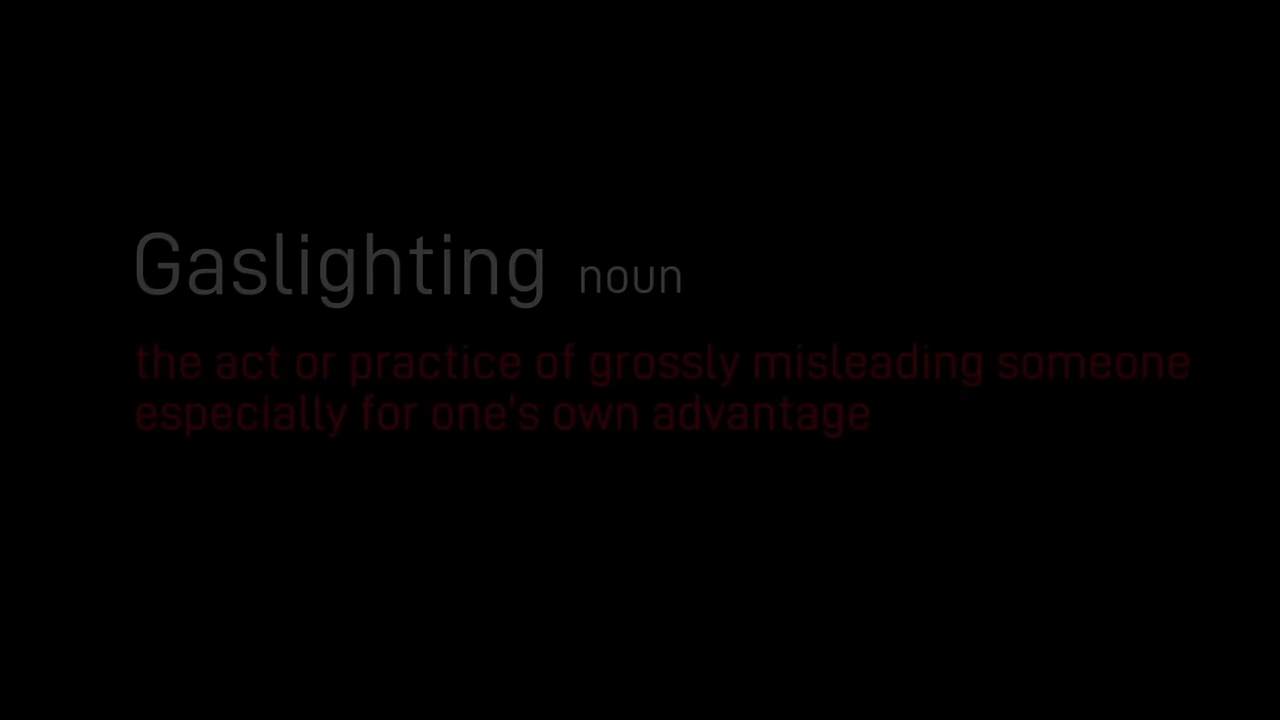 Gaslighting noun
the act or practice of grossly misleading someone
especially for one's own advantage